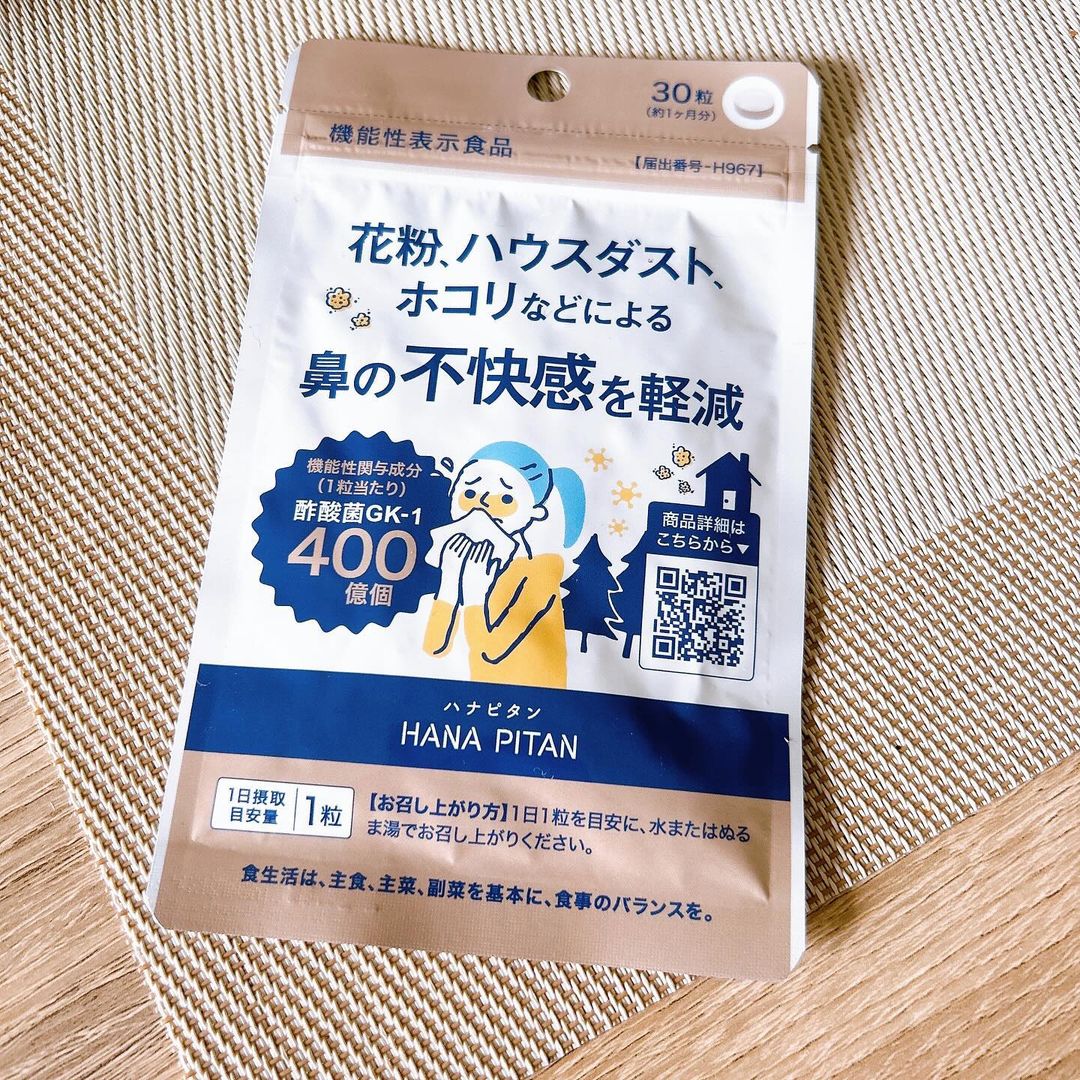 30粒
(約1ヶ月分)
機能性表示食品
【届出番号-H967】
花粉、ハウスダスト、
ホコリなどによる
鼻の不快感を軽減
機能性関与成分
(1粒当たり)
酢酸菌GK-1
400
億個
商品詳細は
こちらから▼
ハナピタン
HANA PITAN
1日摂取
目安量
1粒
【お召し上がり方】1日1粒を目安に、水またはぬる
ま湯でお召し上がりください。
食生活は、主食、主菜、副菜を基本に、食事のバランスを。